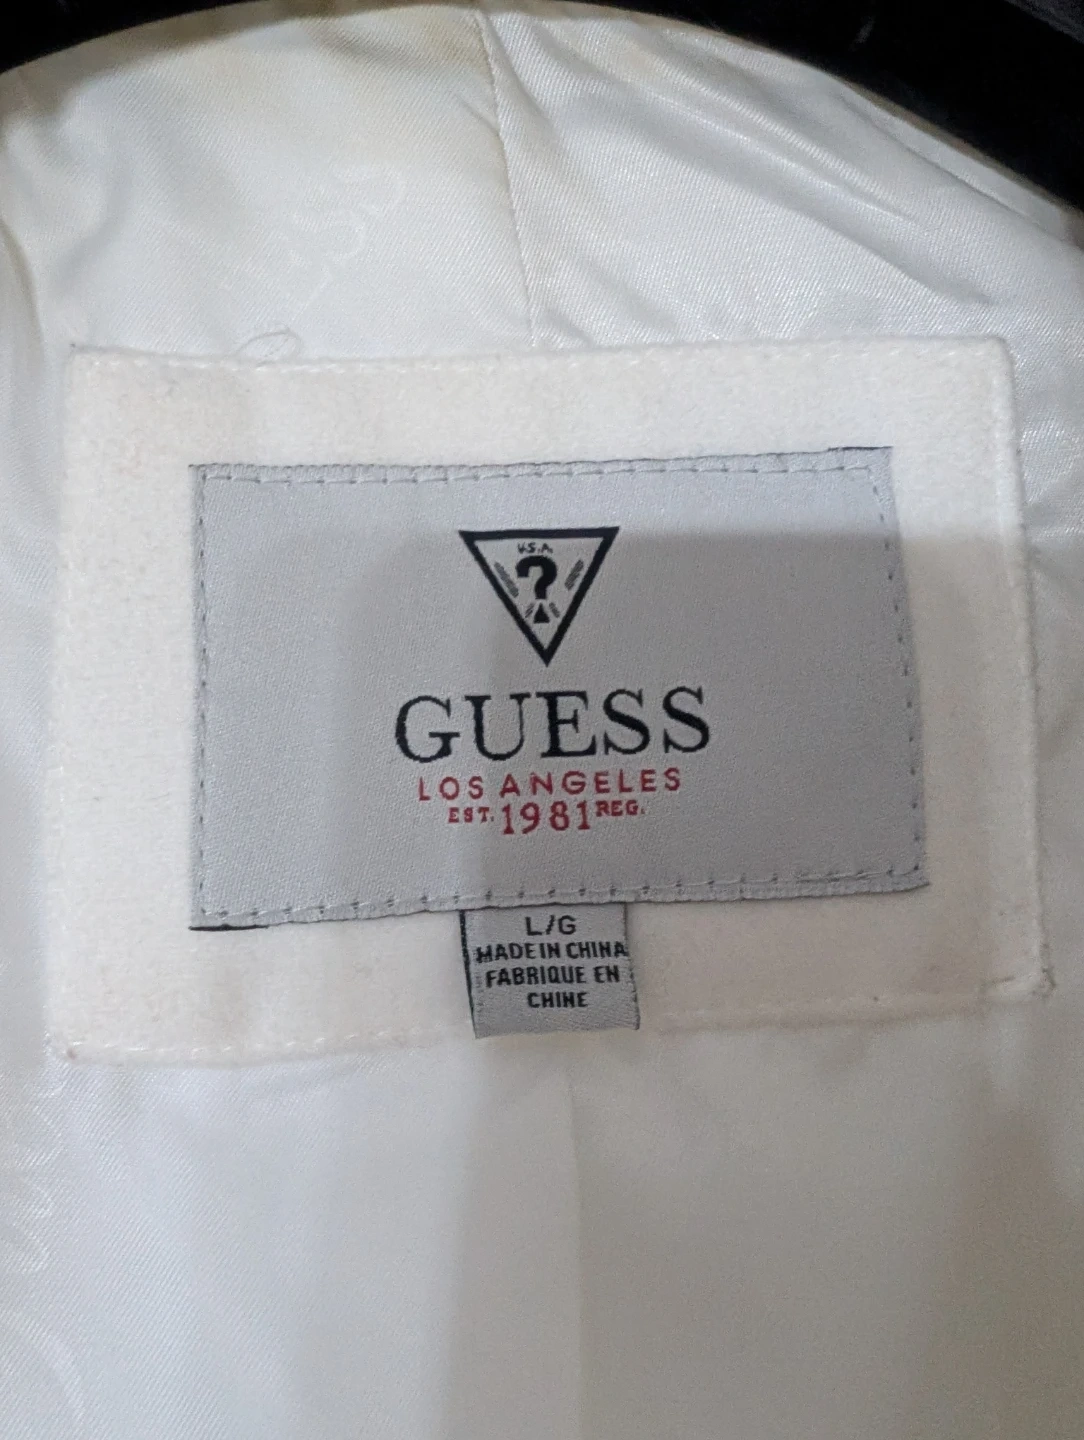 U.S.A.
?
GUESS
LOS ANGELES
EST. 1981 REG.
L/G
MADE IN CHINA
FABRIQUE EN
CHINE